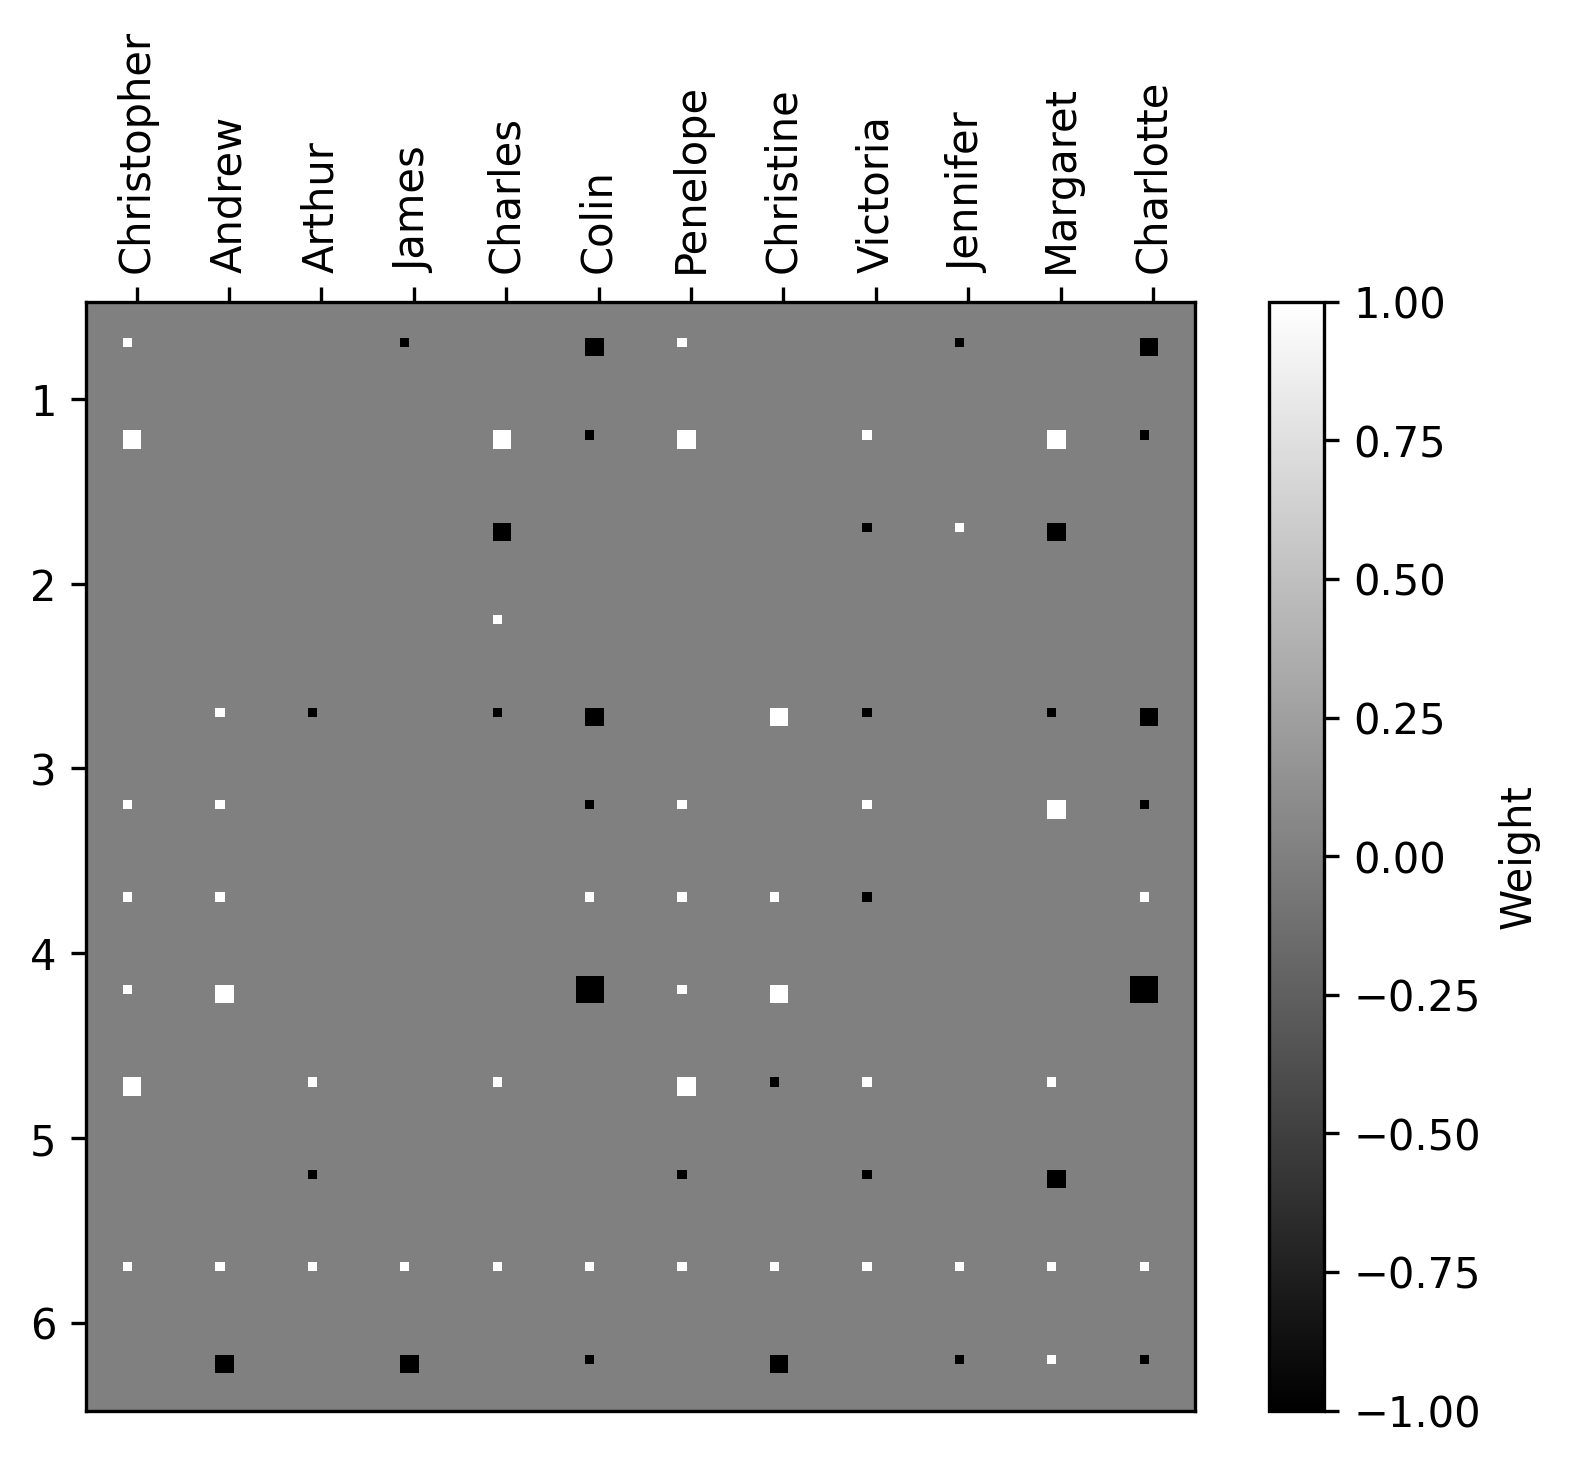 Christopher
Andrew
Arthur
James
Charles
Colin
Penelope
Christine
Victoria
Jennifer
Margaret
Charlotte
1
2
3
4
5
6
1.00
0.75
0.50
0.25
0.00
−0.25
−0.50
−0.75
−1.00
Weight